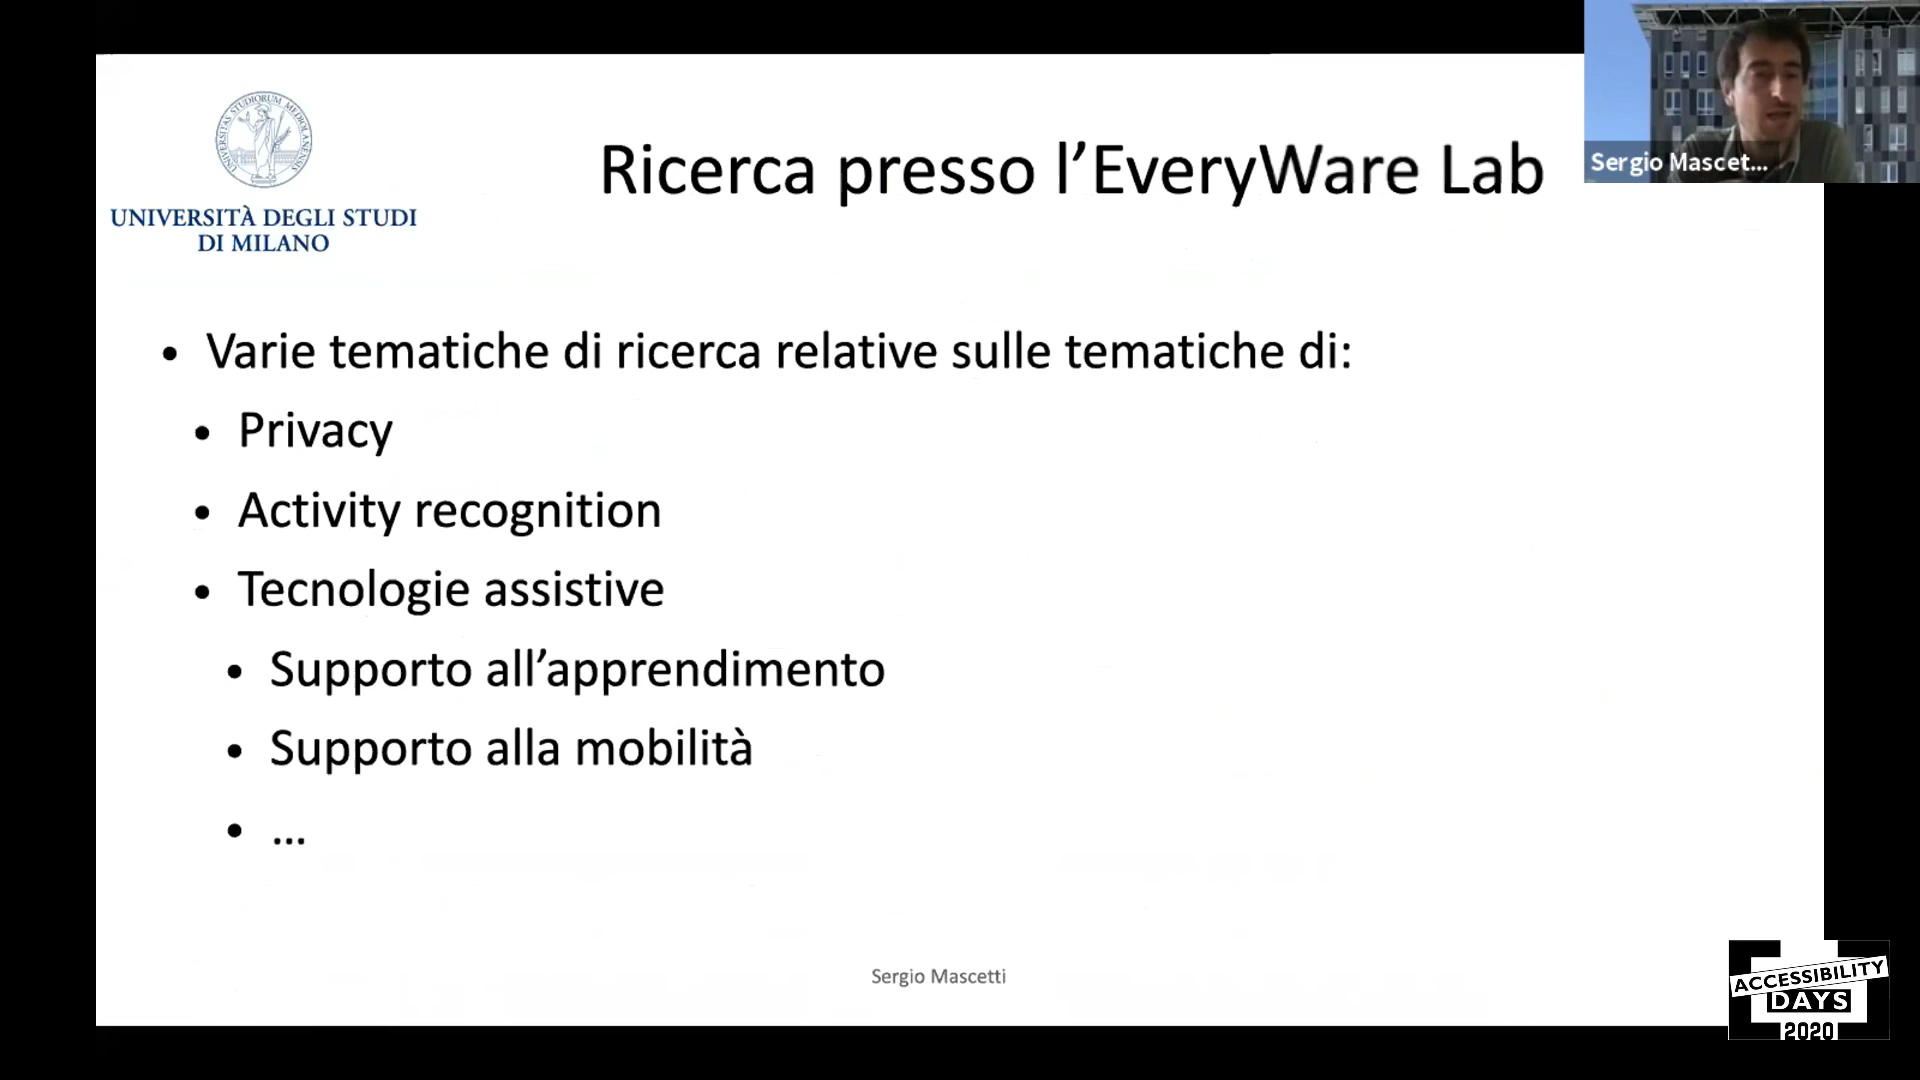 UNIVERSITÀ DEGLI STUDI
DI MILANO
Ricerca presso l’EveryWare Lab
Sergio Mascet...
• Varie tematiche di ricerca relative sulle tematiche di:
• Privacy
• Activity recognition
• Tecnologie assistive
• Supporto all’apprendimento
• Supporto alla mobilità
• ...
Sergio Mascetti
ACCESSIBILITY
DAYS
2020